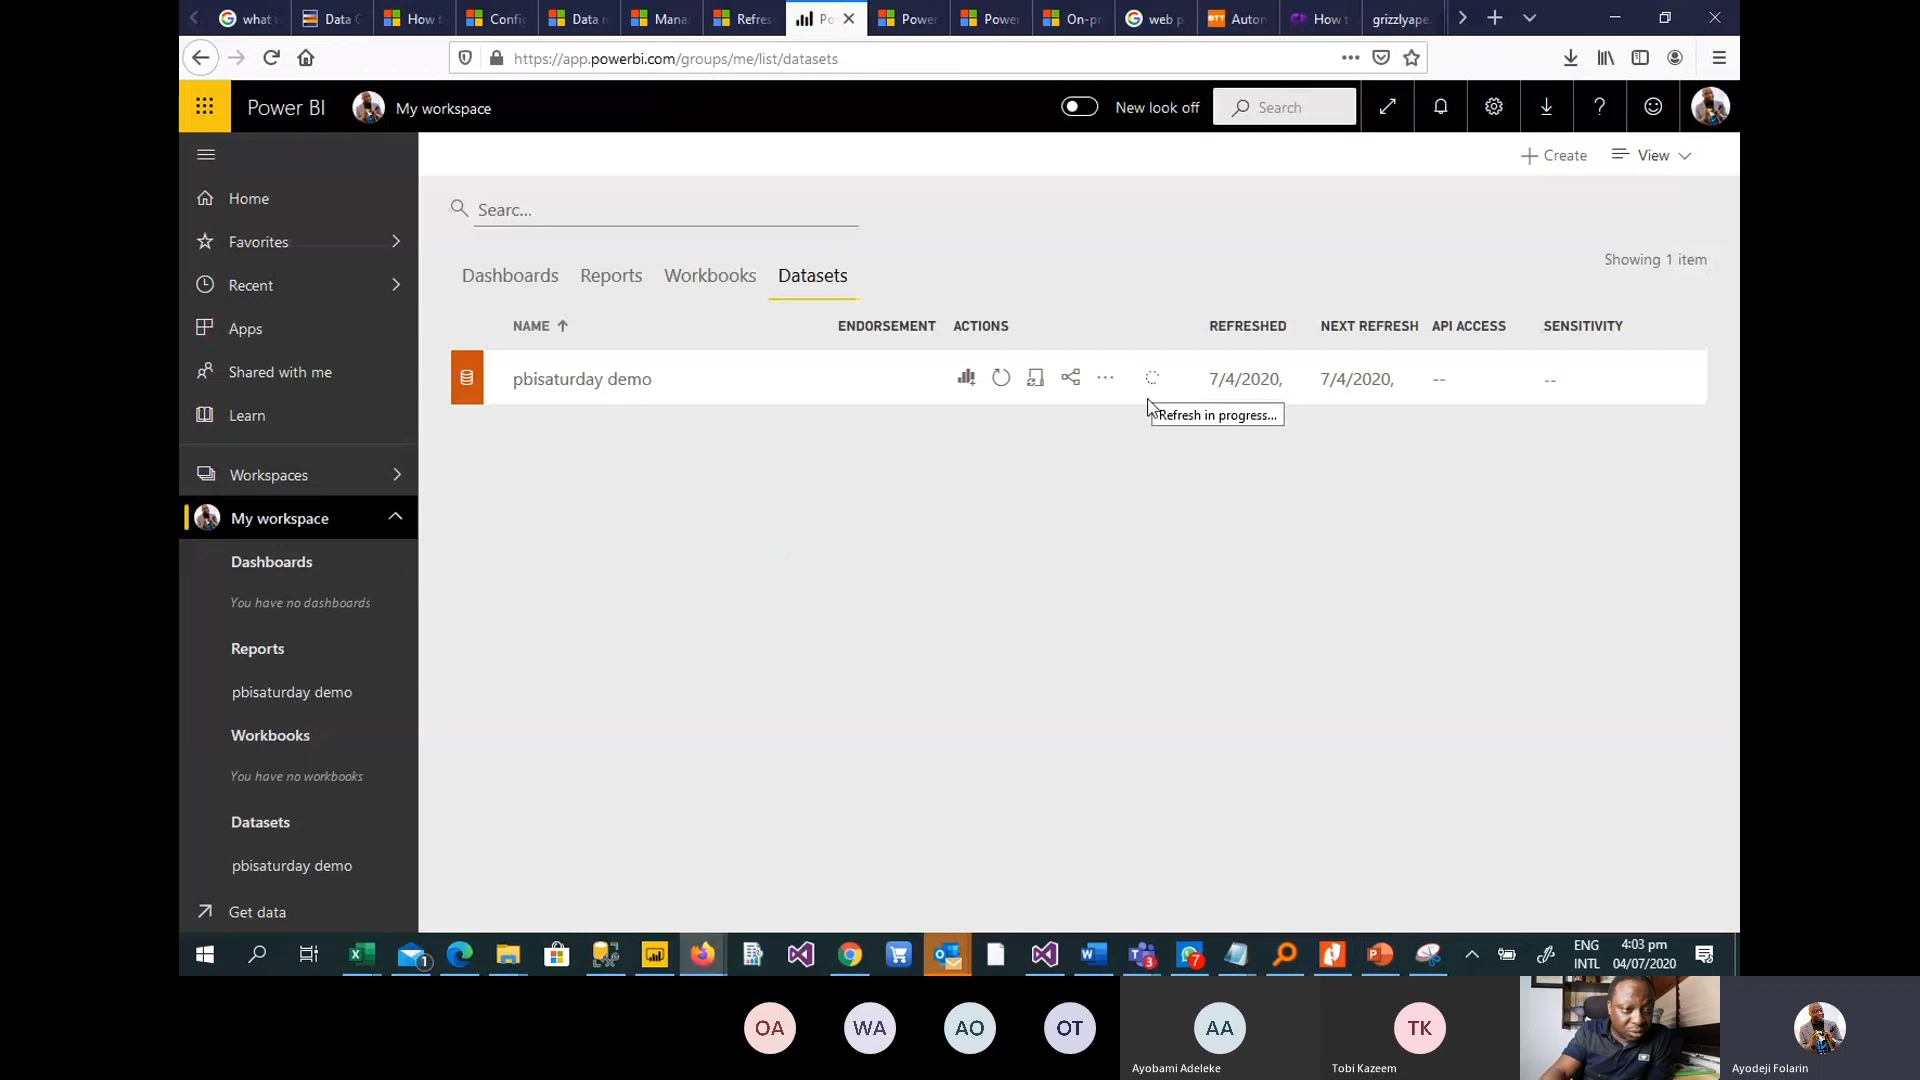 what i
Data G
How t
Config
Data r
Mana
Refres
Po
Power
Power
On-pr
web p
Auton
How t
grizzlyape.
https://app.powerbi.com/groups/me/list/datasets
Power BI
My workspace
New look off
Search
?
Create
View
Home
Favorites
Recent
Apps
Shared with me
Learn
Workspaces
My workspace
Dashboards
You have no dashboards
Reports
pbisaturday demo
Workbooks
You have no workbooks
Datasets
pbisaturday demo
Get data
Searc...
Dashboards Reports Workbooks Datasets
Showing 1 item
NAME ENDORSEMENT ACTIONS REFRESHED NEXT REFRESH API ACCESS SENSITIVITY
pbisaturday demo 7/4/2020, 7/4/2020, -- --
Refresh in progress...
1
3
7
ENG
INTL
4:03 pm
04/07/2020
OA
WA
AO
OT
AA
TK
Ayobami Adeleke
Tobi Kazeem
Ayodeji Folarin